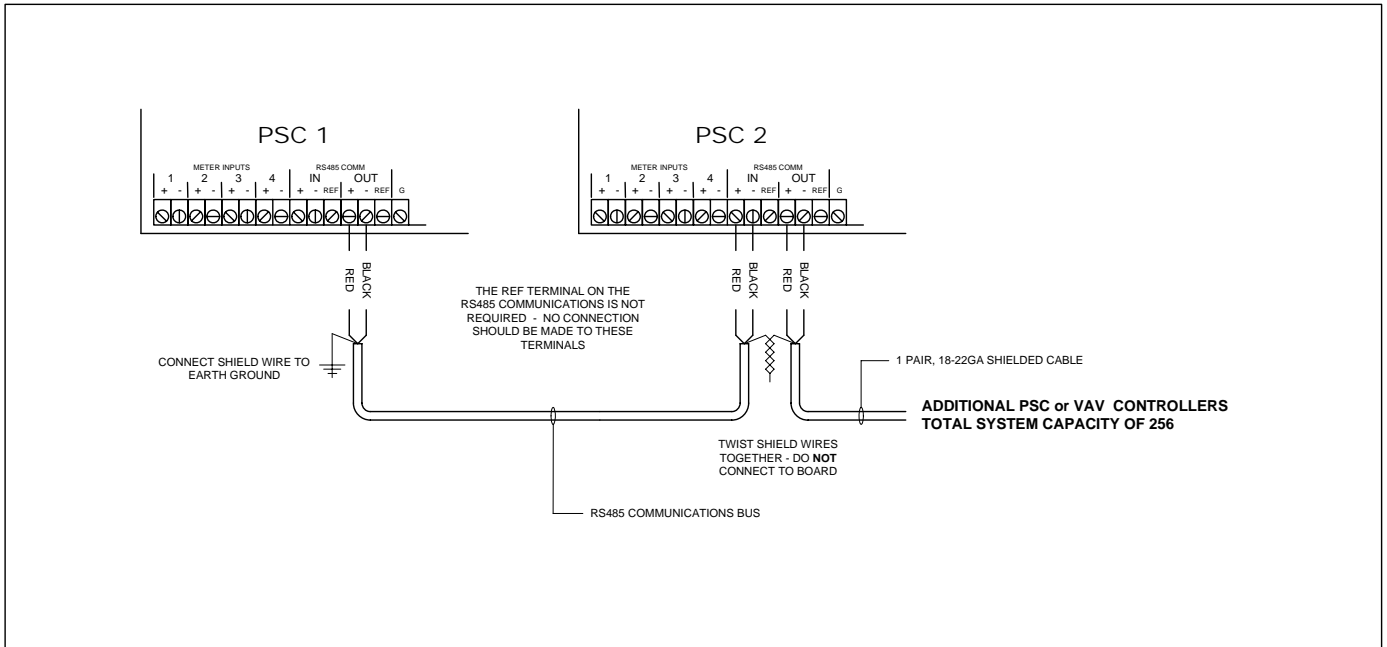 PSC 1
METER INPUTS RS485 COMM
1 2 3 4 IN OUT
+ - + - + - + - + - REF + - REF G
PSC 2
METER INPUTS RS485 COMM
1 2 3 4 IN OUT
+ - + - + - + - + - REF + - REF G
RED
BLACK
RED
BLACK
RED
BLACK
THE REF TERMINAL ON THE
RS485 COMMUNICATIONS IS NOT
REQUIRED - NO CONNECTION
SHOULD BE MADE TO THESE
TERMINALS
CONNECT SHIELD WIRE TO
EARTH GROUND
1 PAIR, 18-22GA SHIELDED CABLE
ADDITIONAL PSC or VAV CONTROLLERS
TOTAL SYSTEM CAPACITY OF 256
TWIST SHIELD WIRES
TOGETHER - DO NOT
CONNECT TO BOARD
RS485 COMMUNICATIONS BUS